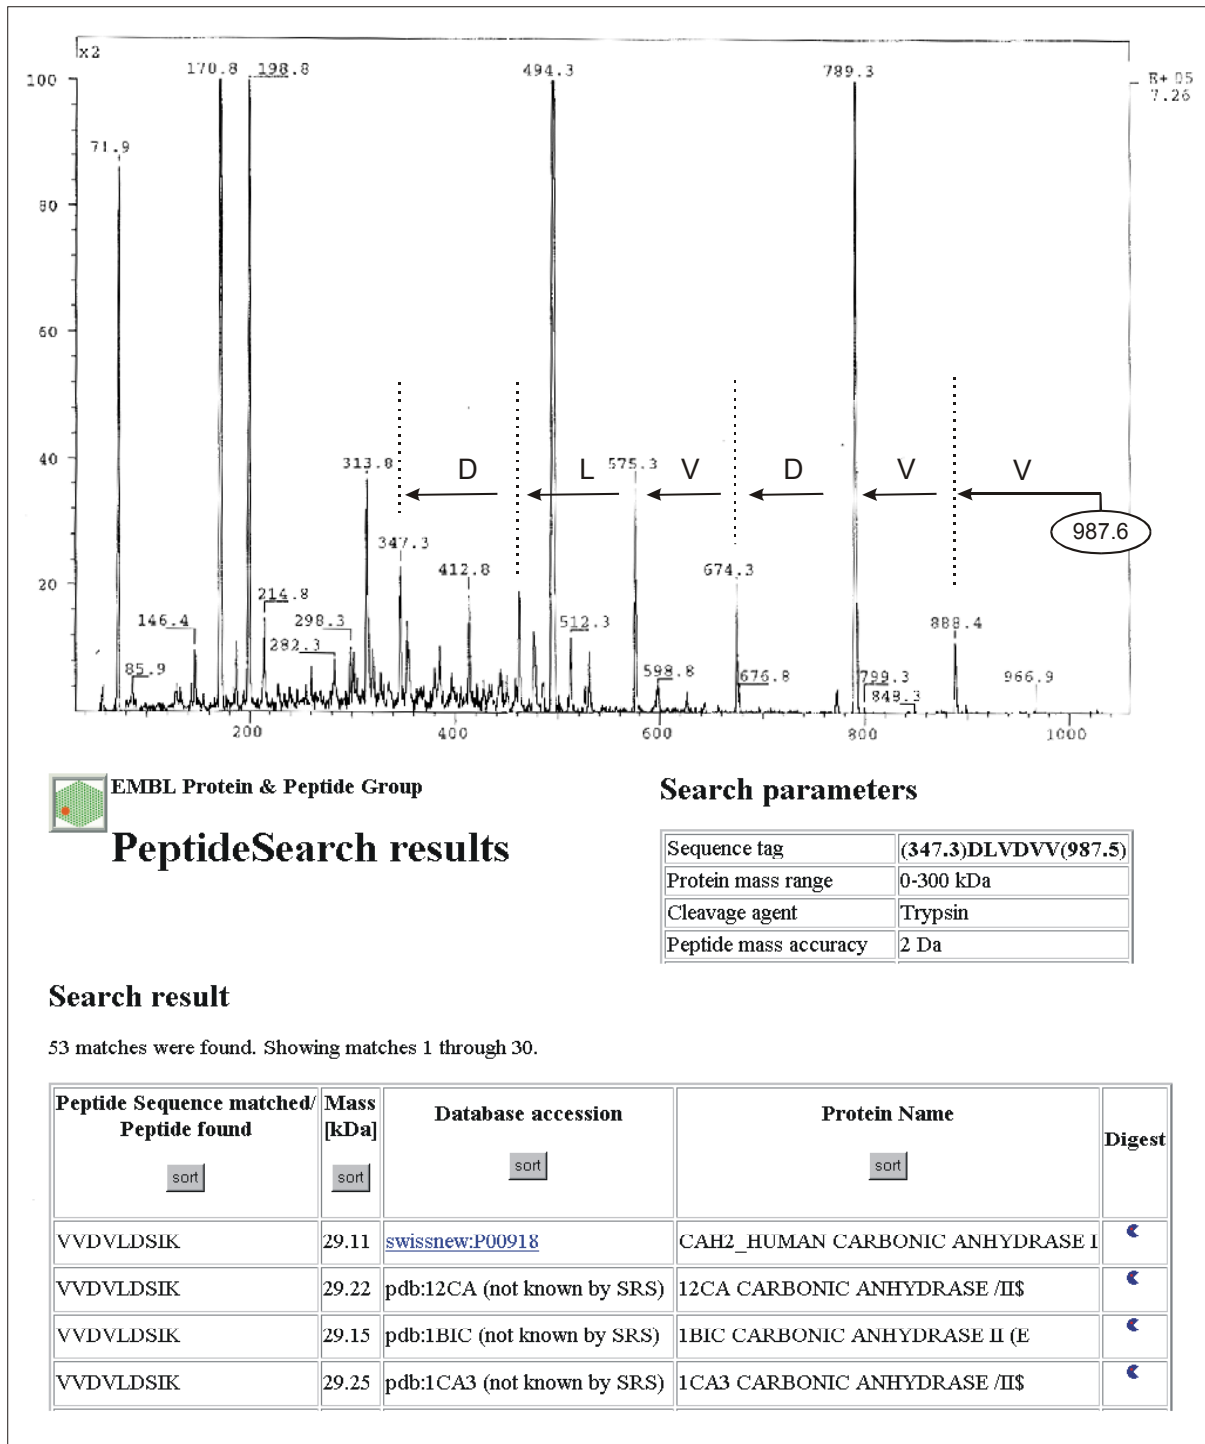 x2
170.8 198.8 494.3 789.3
100 E+05
7.26
71.9
80
60
40
313.8 D L 575.3 V D V V
987.6
347.3
412.8 674.3
20
214.8
146.4 298.3 512.3 888.4
282.3
85.9 598.8 676.8 799.3 966.9
849.3
200 400 600 800 1000
EMBL Protein & Peptide Group
PeptideSearch results
Search parameters
Sequence tag (347.3)DLVDVV(987.5)
Protein mass range 0-300 kDa
Cleavage agent Trypsin
Peptide mass accuracy 2 Da
Search result
53 matches were found. Showing matches 1 through 30.
Peptide Sequence matched/ Mass Database accession Protein Name Digest
Peptide found [kDa]
sort sort sort sort
VVDVLDSIK 29.11 swissnew:P00918 CAH2_HUMAN CARBONIC ANHYDRASE I
VVDVLDSIK 29.22 pdb:12CA (not known by SRS) 12CA CARBONIC ANHYDRASE /II$
VVDVLDSIK 29.15 pdb:1BIC (not known by SRS) 1BIC CARBONIC ANHYDRASE II (E
VVDVLDSIK 29.25 pdb:1CA3 (not known by SRS) 1CA3 CARBONIC ANHYDRASE /II$